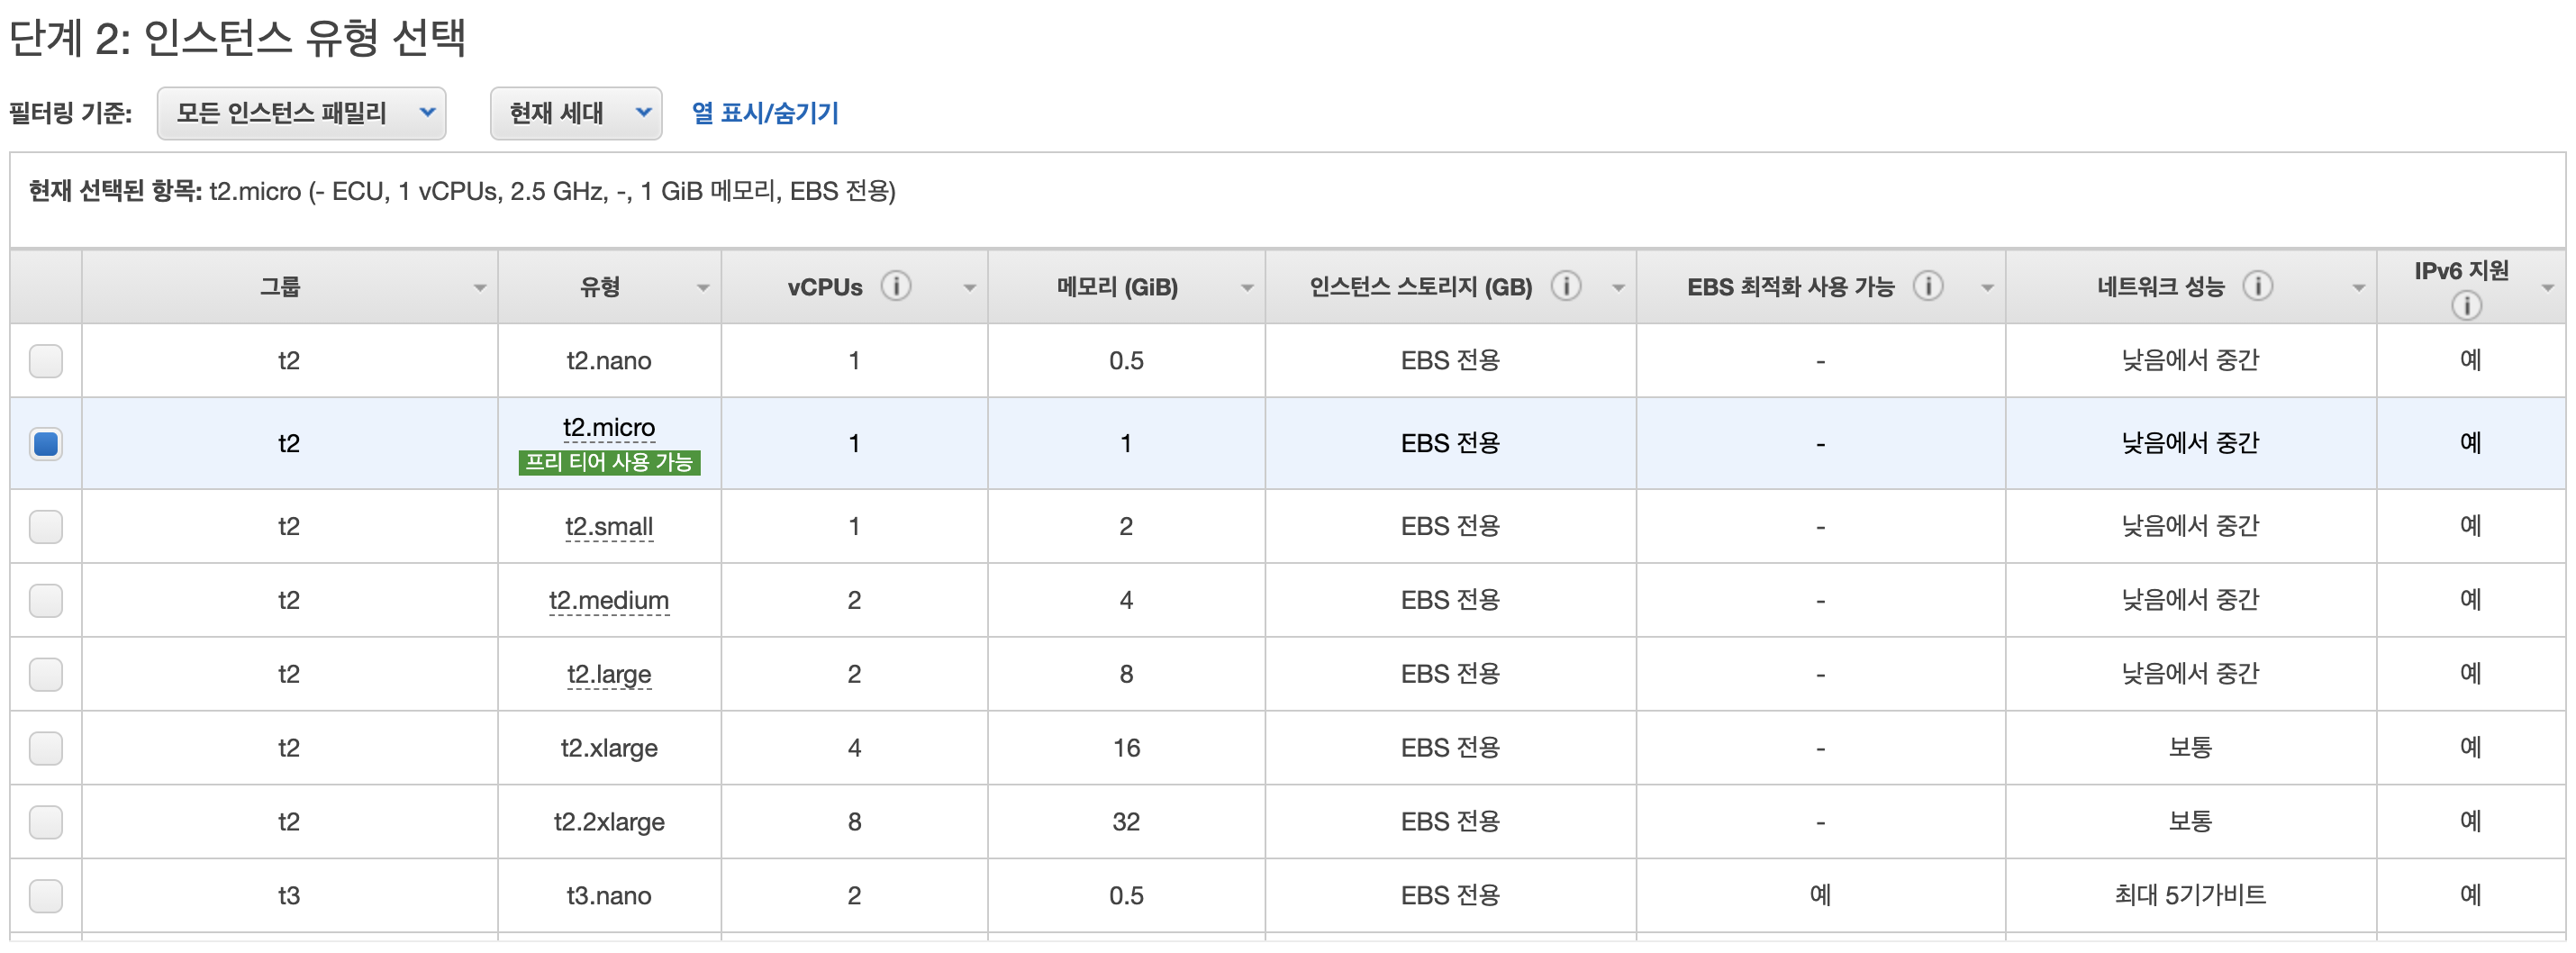 단계 2: 인스턴스 유형 선택
필터링 기준: 모든 인스턴스 패밀리 현재 세대 열 표시/숨기기
현재 선택된 항목: t2.micro (- ECU, 1 vCPUs, 2.5 GHz, -, 1 GiB 메모리, EBS 전용)
그룹 유형 vCPUs 메모리 (GiB) 인스턴스 스토리지 (GB) EBS 최적화 사용 가능 네트워크 성능 IPv6 지원
t2 t2.nano 1 0.5 EBS 전용 - 낮음에서 중간 예
t2 t2.micro 1 1 EBS 전용 - 낮음에서 중간 예
프리 티어 사용 가능
t2 t2.small 1 2 EBS 전용 - 낮음에서 중간 예
t2 t2.medium 2 4 EBS 전용 - 낮음에서 중간 예
t2 t2.large 2 8 EBS 전용 - 낮음에서 중간 예
t2 t2.xlarge 4 16 EBS 전용 - 보통 예
t2 t2.2xlarge 8 32 EBS 전용 - 보통 예
t3 t3.nano 2 0.5 EBS 전용 예 최대 5기가비트 예